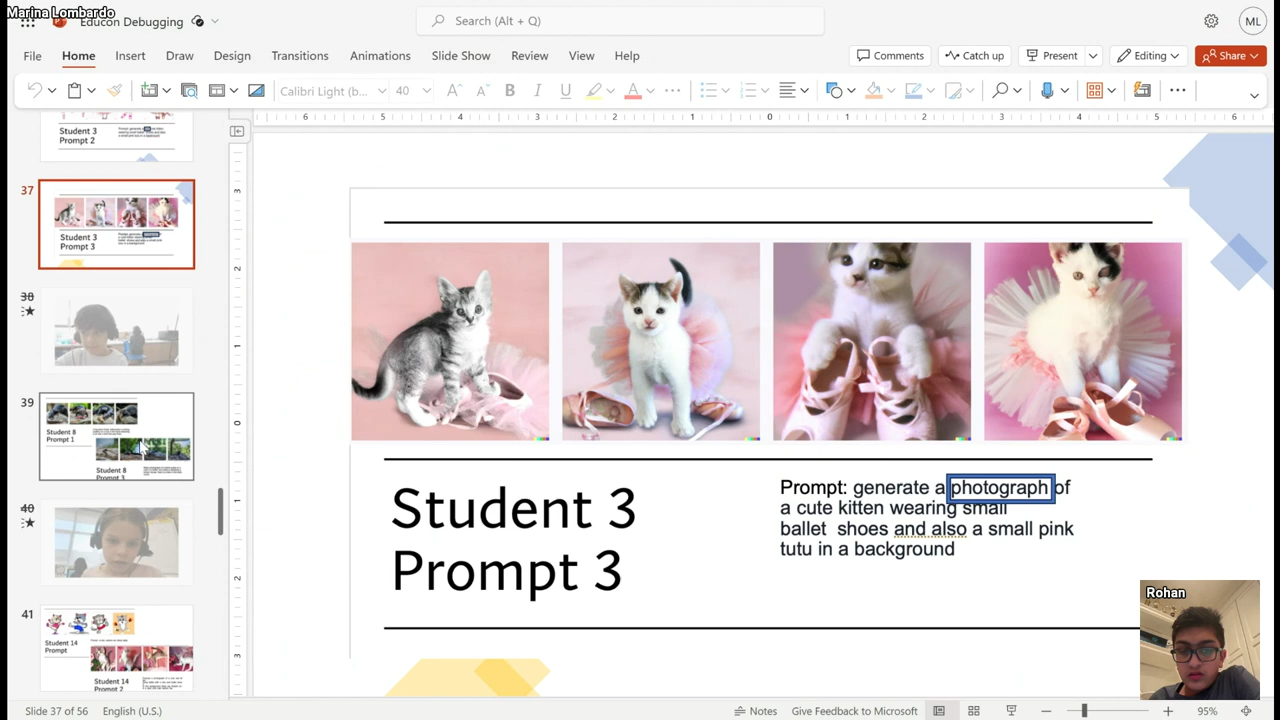 Marina Lombardo
Educon Debugging
Search (Alt + Q)
ML
File Home Insert Draw Design Transitions Animations Slide Show Review View Help
Comments Catch up Present Editing Share
Calibri Light (b... 40
Student 3
Prompt 2
37
Student 3
Prompt 3
38
39
Student 8
Prompt 1
Student 8
40
41
Student 14
Prompt
Student 14
Prompt 2
Student 3
Prompt 3
Prompt: generate a photograph of
a cute kitten wearing small
ballet shoes and also a small pink
tutu in a background
Rohan
Slide 37 of 56 English (U.S.) Notes Give Feedback to Microsoft 95%